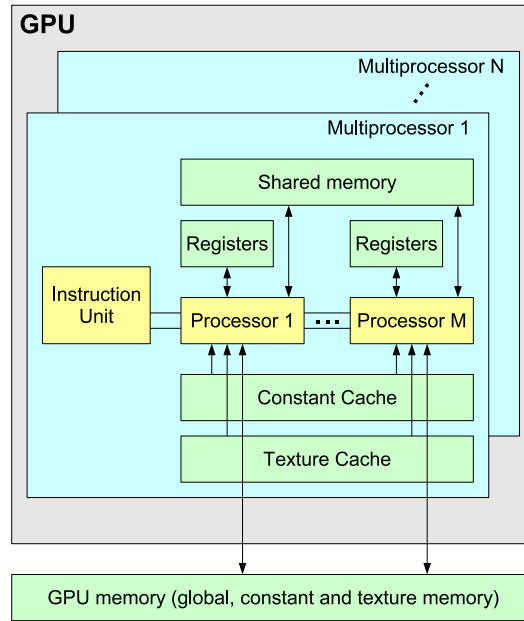 GPU
Multiprocessor N
Multiprocessor 1
Shared memory
Registers
Registers
Instruction
Unit
Processor 1
Processor M
Constant Cache
Texture Cache
GPU memory (global, constant and texture memory)